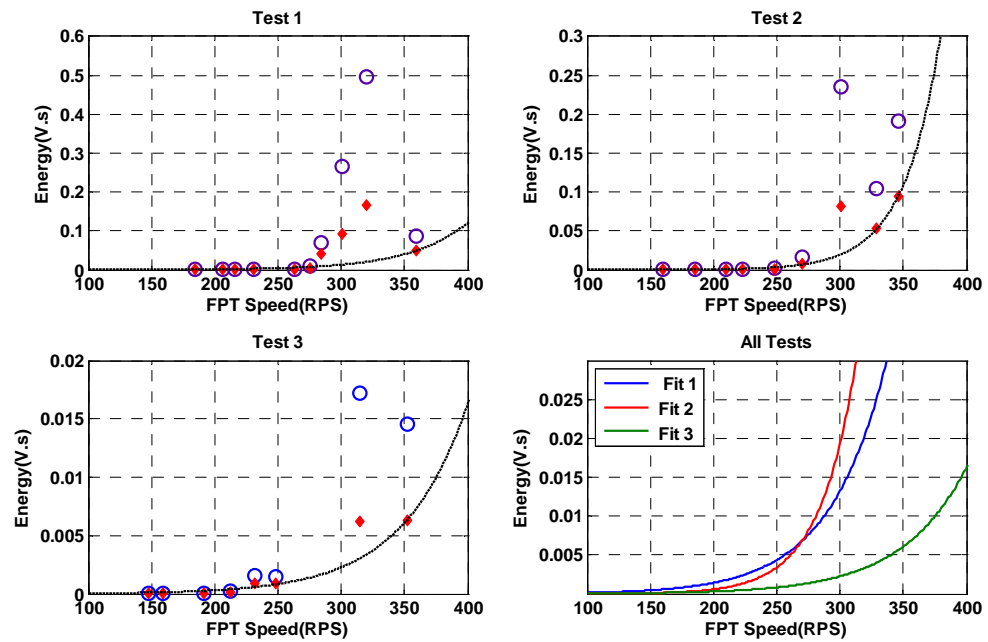 Test 1
0.6
0.5
0.4
0.3
0.2
0.1
0
Energy(V.s)
100 150 200 250 300 350 400
FPT Speed(RPS)
Test 2
0.3
0.25
0.2
0.15
0.1
0.05
0
Energy(V.s)
100 150 200 250 300 350 400
FPT Speed(RPS)
Test 3
0.02
0.015
0.01
0.005
0
Energy(V.s)
100 150 200 250 300 350 400
FPT Speed(RPS)
All Tests
0.025
0.02
0.015
0.01
0.005
Energy(V.s)
Fit 1
Fit 2
Fit 3
100 150 200 250 300 350 400
FPT Speed(RPS)